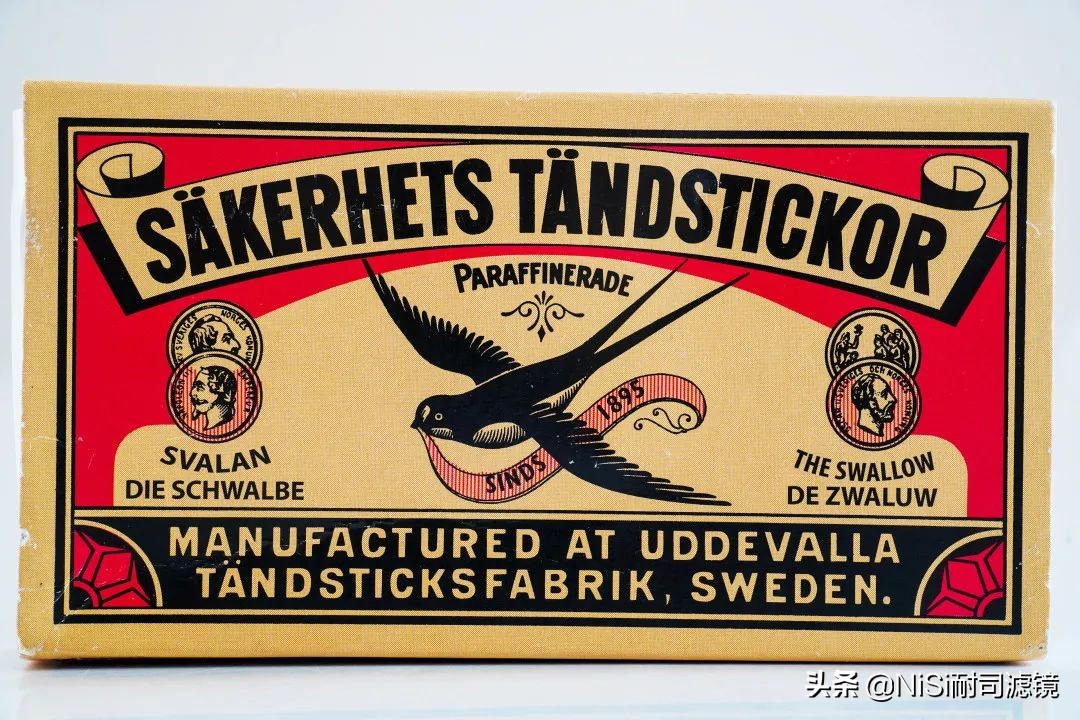 SÄKERHETS TÄNDSTICKOR
PARAFFINERADE
SINDS 1895
SVALAN
DIE SCHWALBE
THE SWALLOW
DE ZWALUW
MANUFACTURED AT UDDEVALLA
TÄNDSTICKSFABRIK, SWEDEN.
头条 @NiSi耐司滤镜